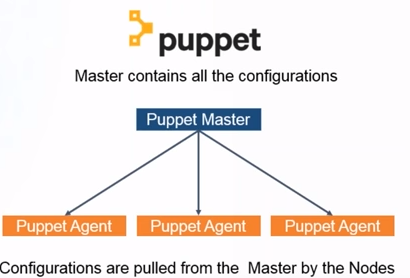 puppet
Master contains all the configurations
Puppet Master
Puppet Agent Puppet Agent Puppet Agent
Configurations are pulled from the Master by the Nodes